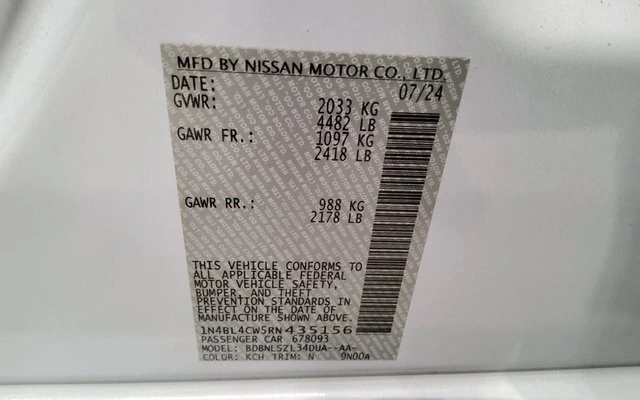 MFD BY NISSAN MOTOR CO., LTD.
DATE: 07/24
GVWR: 2033 KG
4482 LB
GAWR FR.: 1097 KG
2418 LB
GAWR RR.: 988 KG
2178 LB
THIS VEHICLE CONFORMS TO
ALL APPLICABLE FEDERAL
MOTOR VEHICLE SAFETY,
BUMPER, AND THEFT
PREVENTION STANDARDS IN
EFFECT ON THE DATE OF
MANUFACTURE SHOWN ABOVE.
1N4BL4CW5RN435156
PASSENGER CAR 678093
MODEL: BDBNLSZL34DUA--AA-
COLOR: KCH TRIM: N 9N00A